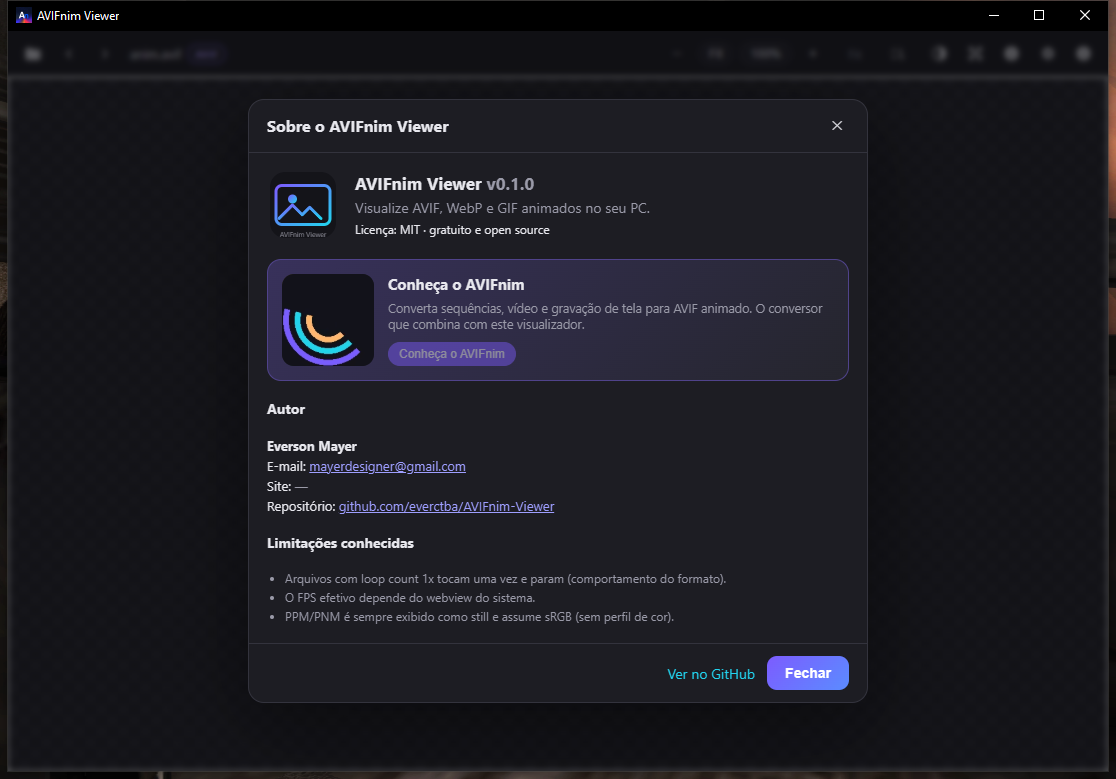 AVIFnim Viewer
Sobre o AVIFnim Viewer
AVIFnim Viewer v0.1.0
Visualize AVIF, WebP e GIF animados no seu PC.
Licença: MIT · gratuito e open source
AVIFnim Viewer
Conheça o AVIFnim
Converta sequências, vídeo e gravação de tela para AVIF animado. O conversor
que combina com este visualizador.
Conheça o AVIFnim
Autor
Everson Mayer
E-mail: mayerdesigner@gmail.com
Site: —
Repositório: github.com/everctba/AVIFnim-Viewer
Limitações conhecidas
• Arquivos com loop count 1x tocam uma vez e param (comportamento do formato).
• O FPS efetivo depende do webview do sistema.
• PPM/PNM é sempre exibido como still e assume sRGB (sem perfil de cor).
Ver no GitHub
Fechar